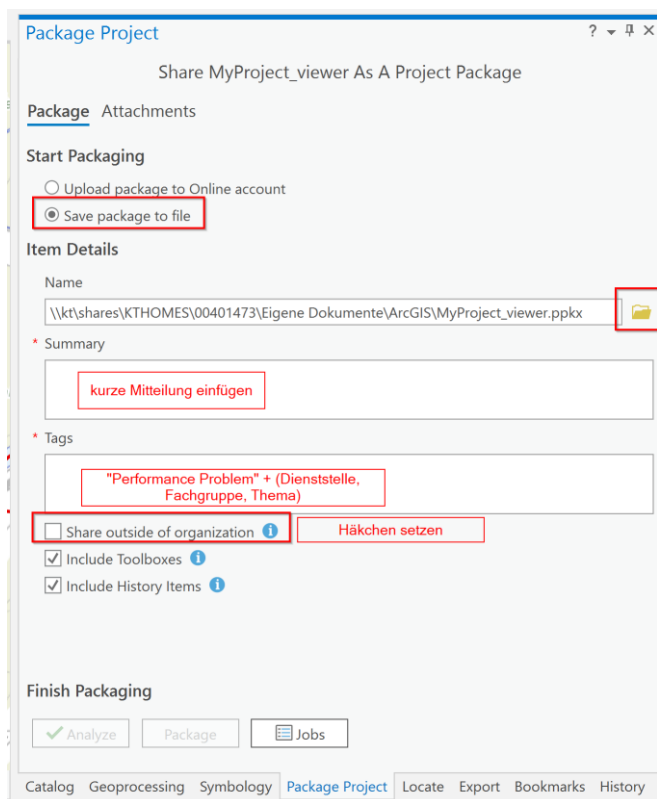 Package Project
Share MyProject_viewer As A Project Package
Package Attachments
Start Packaging
Upload package to Online account
Save package to file
Item Details
Name
\\kt\shares\KTHOMES\00401473\Eigene Dokumente\ArcGIS\MyProject_viewer.ppkx
* Summary
kurze Mitteilung einfügen
* Tags
"Performance Problem" + (Dienststelle,
Fachgruppe, Thema)
Share outside of organization Häkchen setzen
Include Toolboxes
Include History Items
Finish Packaging
Analyze Package Jobs
Catalog Geoprocessing Symbology Package Project Locate Export Bookmarks History